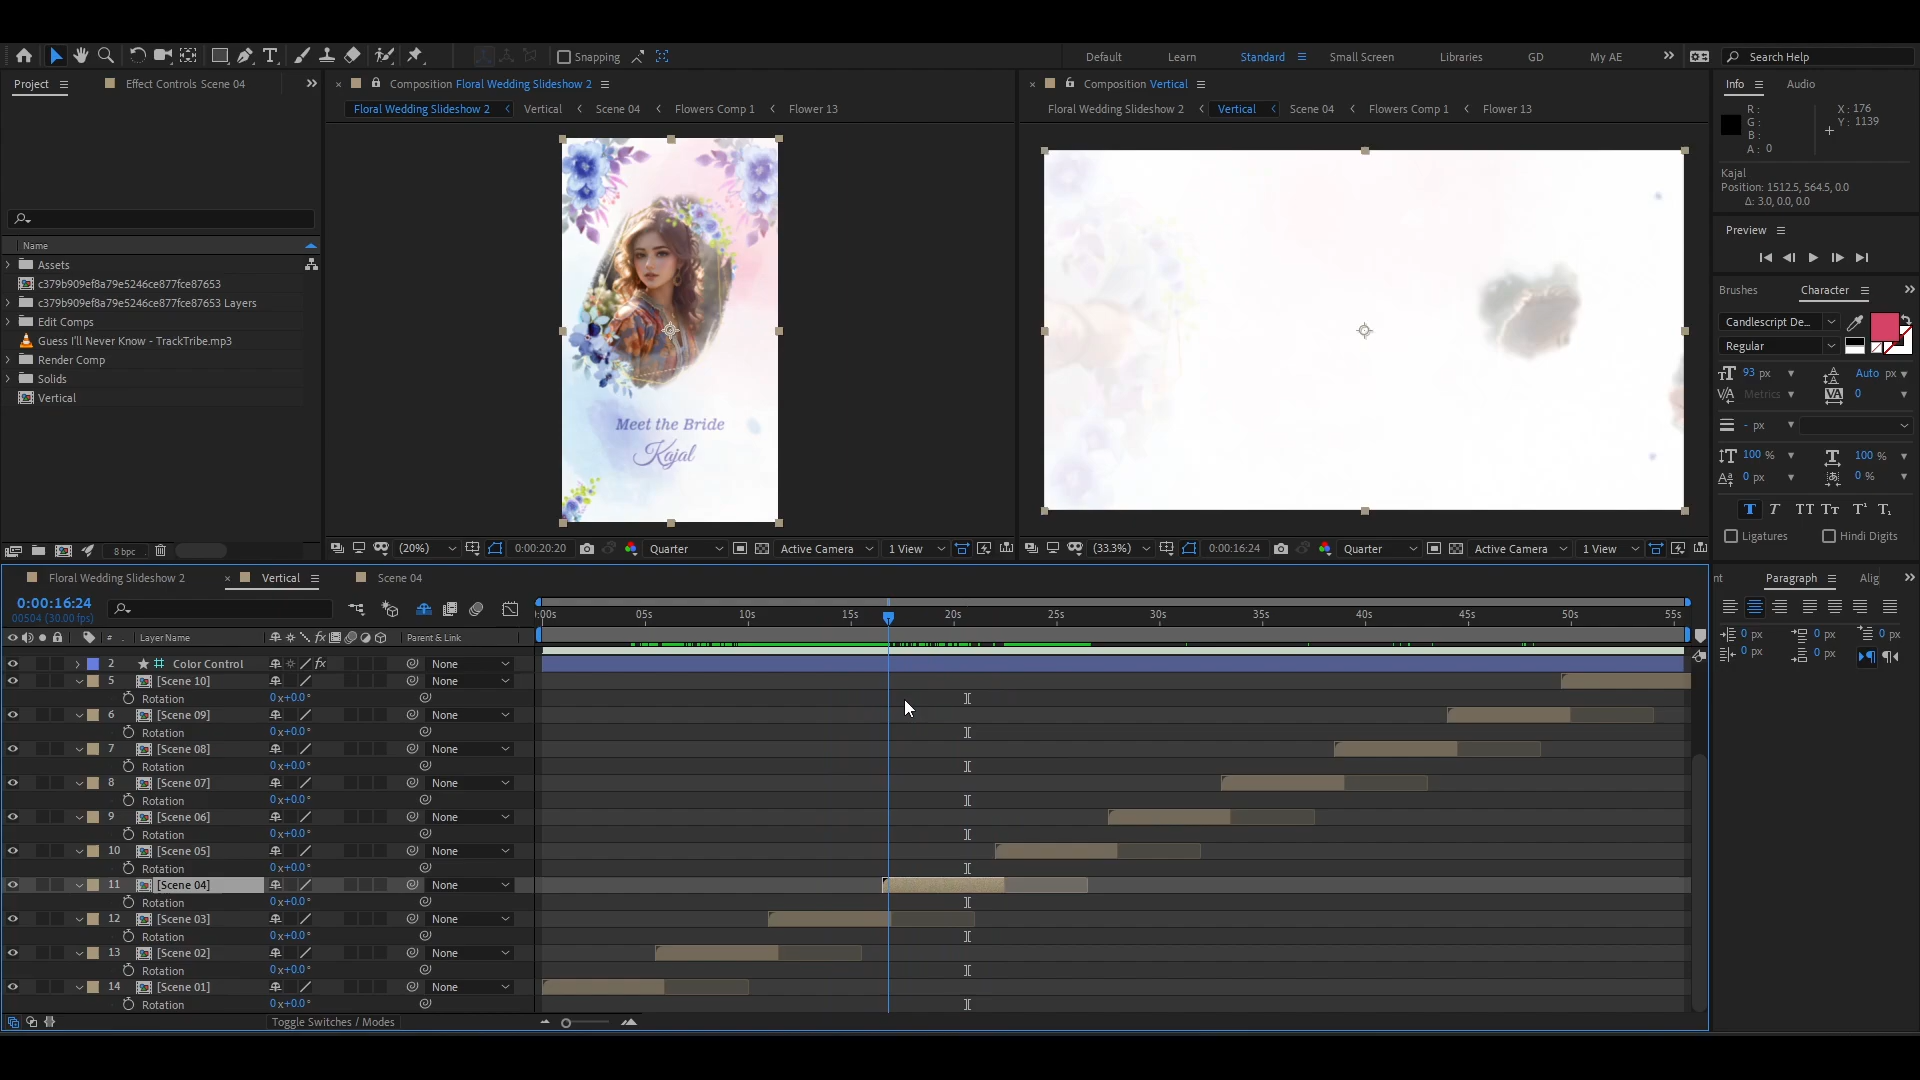 Snapping
Default
Learn
Standard
Small Screen
Libraries
GD
My AE
Search Help
Project
Effect Controls Scene 04
Composition Floral Wedding Slideshow 2
Composition Vertical
Info
Audio
Floral Wedding Slideshow 2
Vertical
Scene 04
Flowers Comp 1
Flower 13
Floral Wedding Slideshow 2
Vertical
Scene 04
Flowers Comp 1
Flower 13
R :
G :
B :
A : 0
X : 176
Y : 1139
Kajal
Position: 1512.5, 564.5, 0.0
Δ: 3.0, 0.0, 0.0
Preview
Name
Assets
c379b909ef8a79e5246ce877fce87653
c379b909ef8a79e5246ce877fce87653 Layers
Edit Comps
Guess I'll Never Know - TrackTribe.mp3
Render Comp
Solids
Vertical
Meet the Bride
Kajal
Brushes
Character
Candlescript De...
Regular
93 px
Auto px
Metrics
0
- px
100 %
100 %
0 px
0 %
Ligatures
Hindi Digits
8 bpc
(20%)
0:00:20:20
Quarter
Active Camera
1 View
(33.3%)
0:00:16:24
Quarter
Active Camera
1 View
Floral Wedding Slideshow 2
Vertical
Scene 04
nt
Paragraph
Alig
0:00:16:24
00504 (30.00 fps)
:00s
05s
10s
15s
20s
25s
30s
35s
40s
45s
50s
55s
# .
Layer Name
Parent & Link
0 px
0 px
0 px
0 px
0 px
2 Color Control None
5 [Scene 10] None
Rotation 0x+0.0°
6 [Scene 09] None
Rotation 0x+0.0°
7 [Scene 08] None
Rotation 0x+0.0°
8 [Scene 07] None
Rotation 0x+0.0°
9 [Scene 06] None
Rotation 0x+0.0°
10 [Scene 05] None
Rotation 0x+0.0°
11 [Scene 04] None
Rotation 0x+0.0°
12 [Scene 03] None
Rotation 0x+0.0°
13 [Scene 02] None
Rotation 0x+0.0°
14 [Scene 01] None
Rotation 0x+0.0°
Toggle Switches / Modes